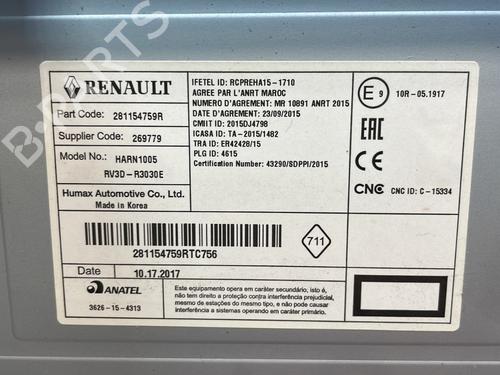 RENAULT
Part Code: 281154759R
Supplier Code: 269779
Model No: HARN1005
RV3D-R3030E
Humax Automotive Co., Ltd.
Made in Korea
IFETEL ID: RCPREHA15-1710
AGREE PAR L'ANRT MAROC
NUMERO D'AGREMENT: MR 10891 ANRT 2015
DATE D'AGREMENT: 23/09/2015
CMIIT ID: 2015DJ4798
ICASA ID: TA-2015/1482
TRA ID: ER42428/15
PLG ID: 4615
Certification Number: 43290/SDPPI/2015
E 9 10R-05.1917
EAC
CE
CNC CNC ID: C-15334
281154759RTC756
711
Date 10.17.2017
ANATEL
3626-15-4313
Este equipamento opera em caráter secundário, isto é, não
tem direito a proteção contra interferência prejudicial,
mesmo de estações do mesmo tipo, e não pode causar
interferência a sistemas operando em caráter primário.
B-PARTS